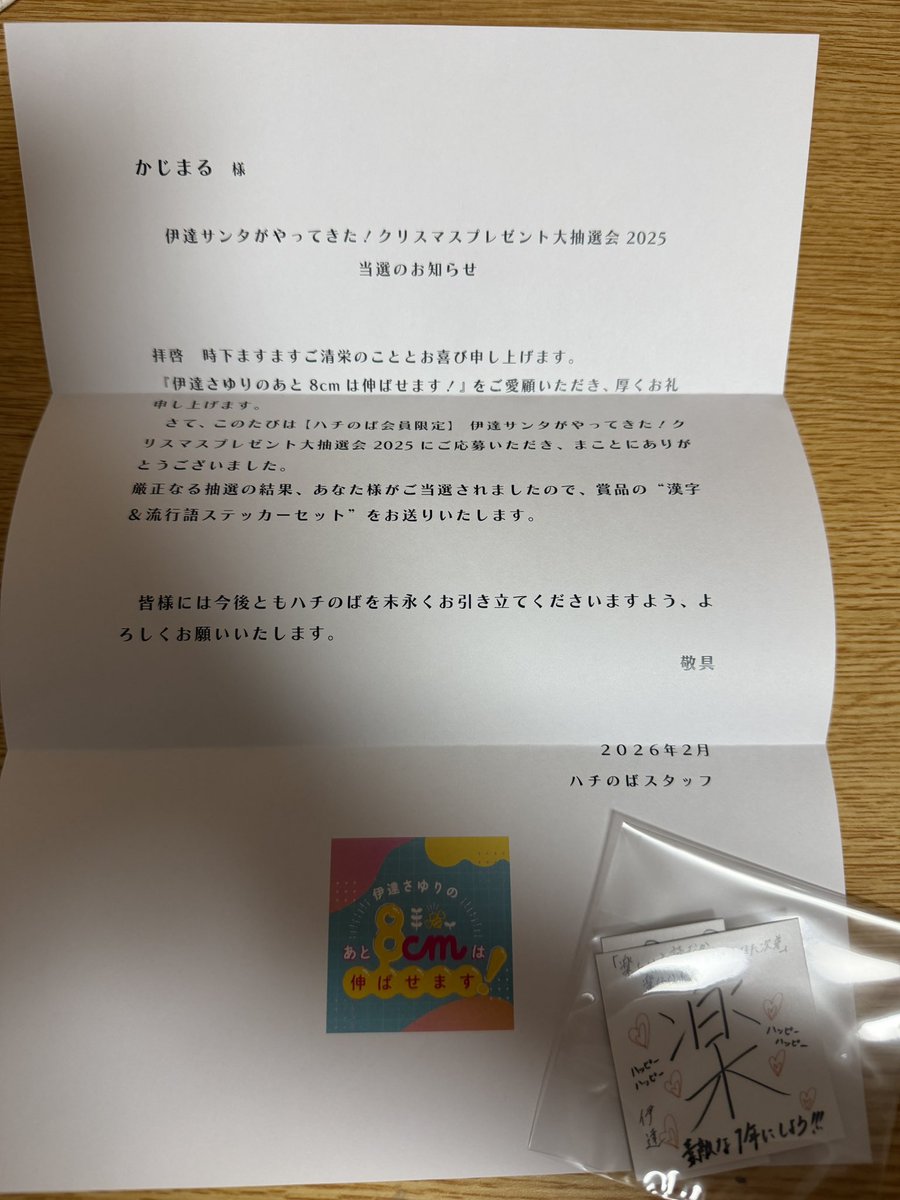 かじまる 様
伊達サンタがやってきた！クリスマスプレゼント大抽選会 2025
当選のお知らせ
拝啓　時下ますますご清栄のこととお喜び申し上げます。
『伊達さゆりのあと 8cm は伸ばせます！』をご愛顧いただき、厚くお礼
申し上げます。
さて、このたびは【ハチのば会員限定】 伊達サンタがやってきた！ク
リスマスプレゼント大抽選会 2025 にご応募いただき、まことにありが
とうございました。
厳正なる抽選の結果、あなた様がご当選されましたので、賞品の“漢字
＆流行語ステッカーセット”をお送りいたします。
皆様には今後ともハチのばを末永くお引き立てくださいますよう、よ
ろしくお願いいたします。
敬具
２０２６年２月
ハチのばスタッフ
伊達さゆりの
あと8cmは
伸ばせます！
楽
ハッピー
ハッピー
ハッピー
ハッピー
伊達
素敵な1年にしよう!!!